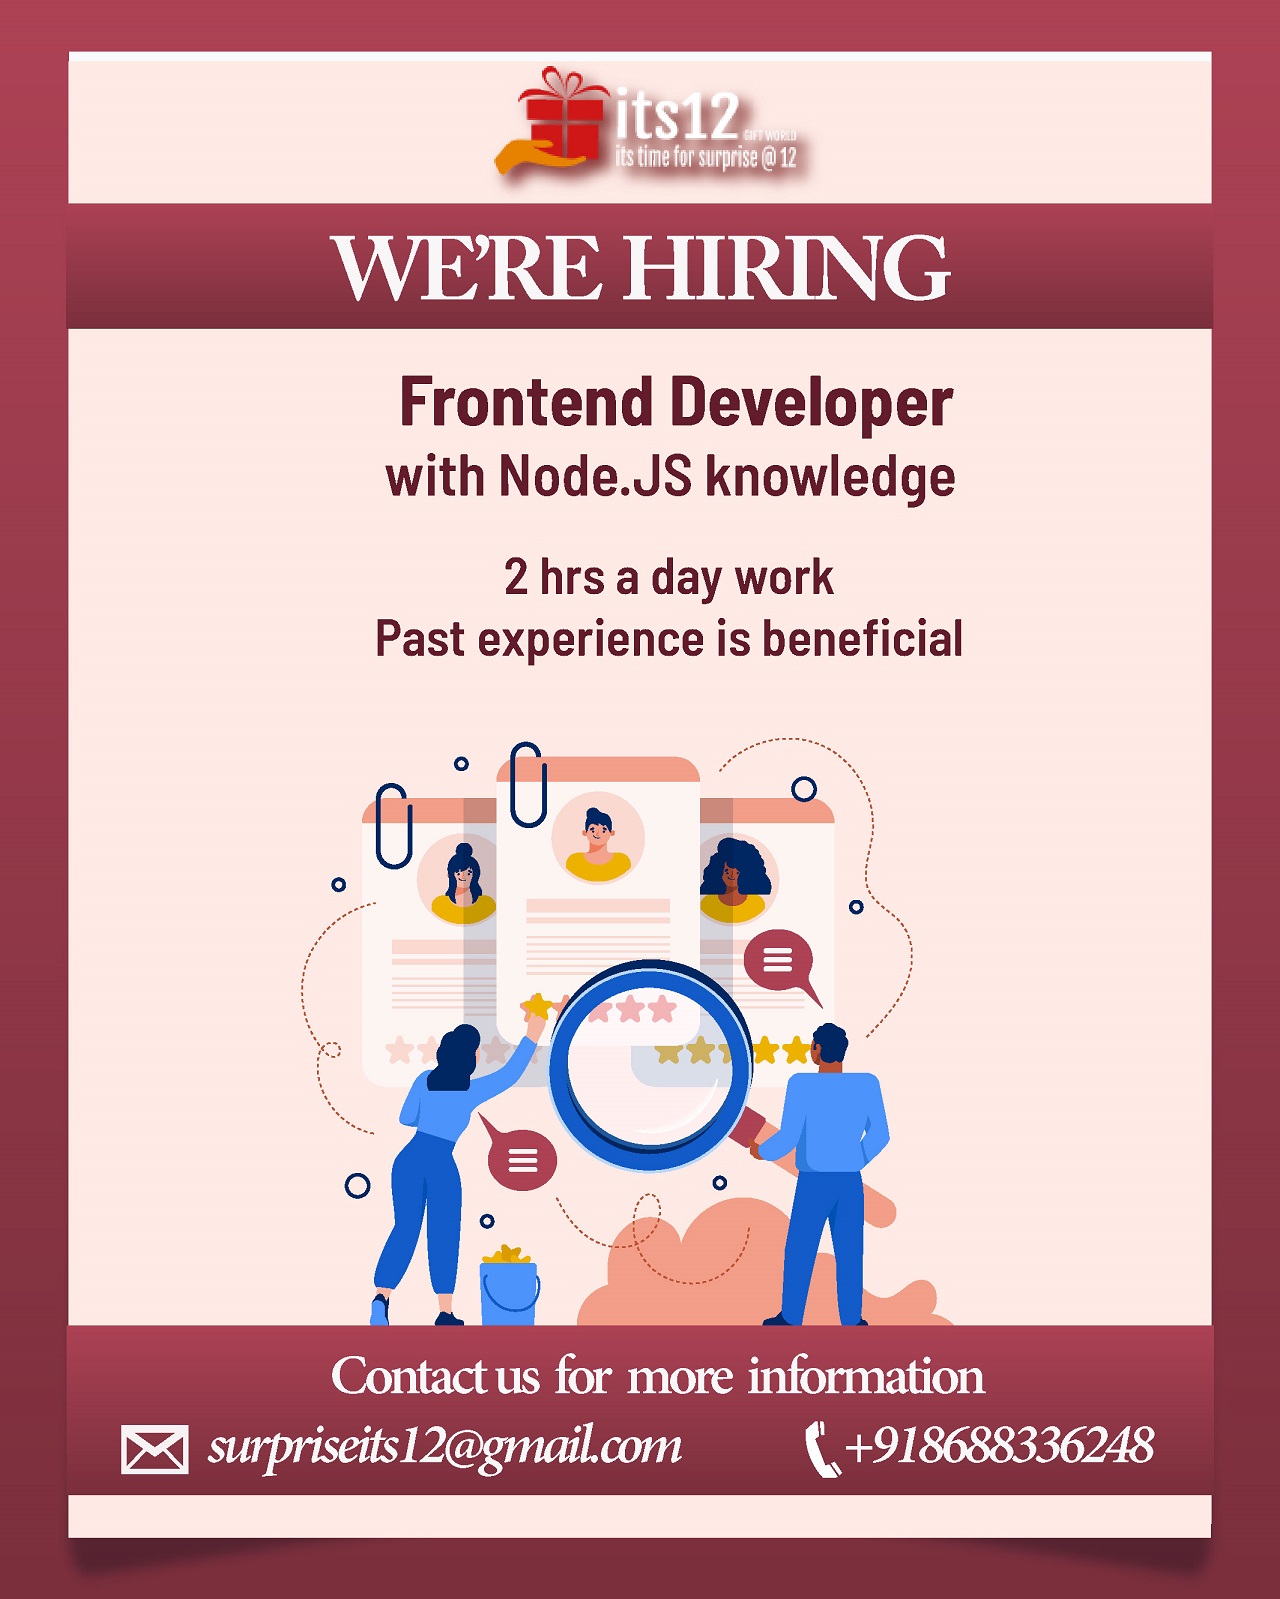 its12 GIFT WORLD
its time for surprise @ 12
WE'RE HIRING
Frontend Developer
with Node.JS knowledge
2 hrs a day work
Past experience is beneficial
Contact us for more information
surpriseits12@gmail.com +918688336248